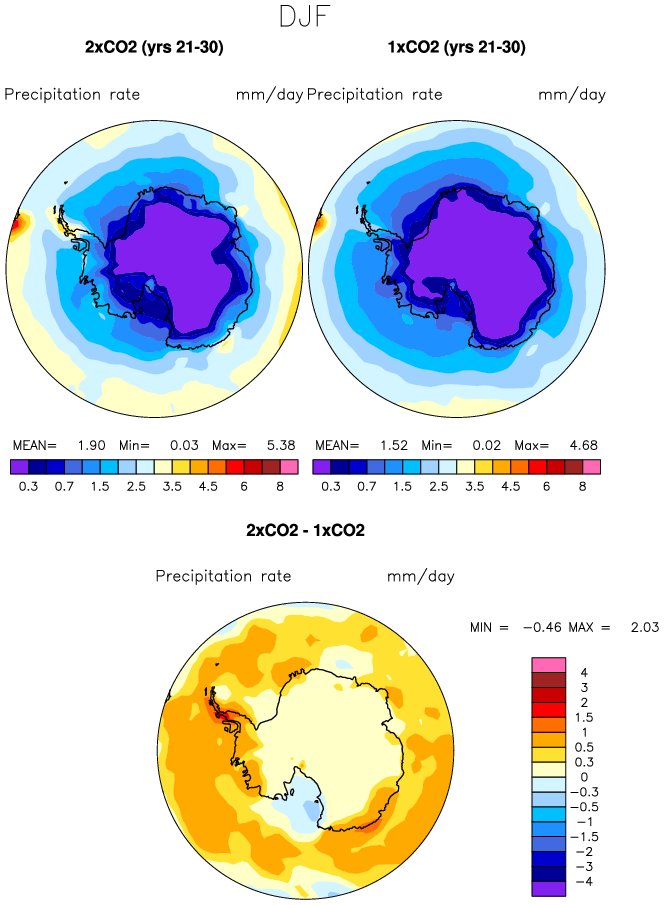 DJF
2xCO2 (yrs 21-30) 1xCO2 (yrs 21-30)
Precipitation rate mm/day Precipitation rate mm/day
MEAN= 1.90 Min= 0.03 Max= 5.38 MEAN= 1.52 Min= 0.02 Max= 4.68
0.3 0.7 1.5 2.5 3.5 4.5 6 8 0.3 0.7 1.5 2.5 3.5 4.5 6 8
2xCO2 - 1xCO2
Precipitation rate mm/day
MIN = −0.46 MAX = 2.03
4
3
2
1.5
1
0.5
0.3
0
−0.3
−0.5
−1
−1.5
−2
−3
−4